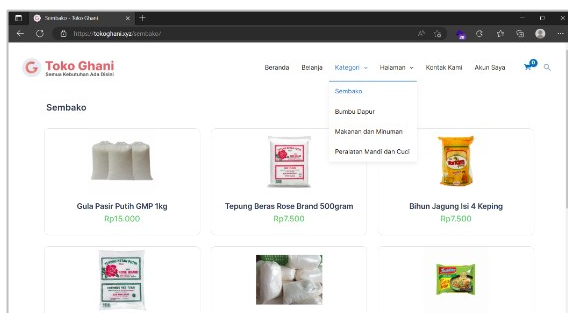 Sembako - Toko Ghani
https://tokoghani.xyz/sembako/
G Toko Ghani
Semua Kebutuhan Ada Disini
Beranda Belanja Kategori Halaman Kontak Kami Akun Saya 0
Sembako
Bumbu Dapur
Makanan dan Minuman
Peralatan Mandi dan Cuci
Sembako
Gula Pasir Putih GMP 1kg
Rp15.000
Tepung Beras Rose Brand 500gram
Rp7.500
Bihun Jagung Isi 4 Keping
Rp7.500